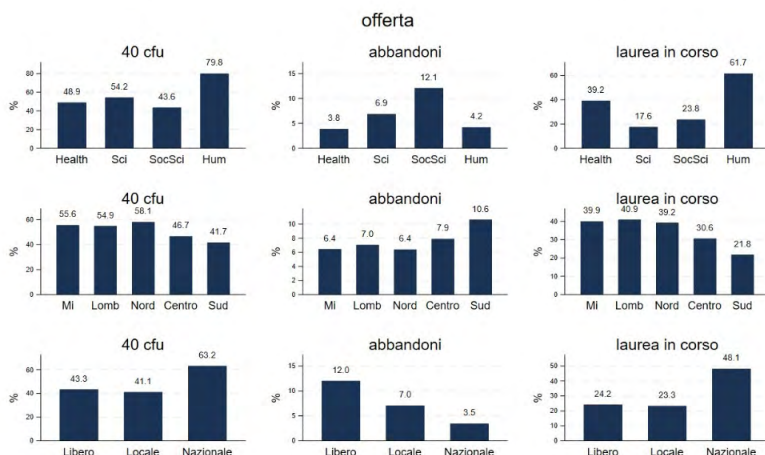 offerta
40 cfu
abbandoni
laurea in corso
%
80
60
40
20
0
48.9
54.2
43.6
79.8
Health
Sci
SocSci
Hum
%
15
10
5
0
3.8
6.9
12.1
4.2
Health
Sci
SocSci
Hum
%
60
40
20
0
39.2
17.6
23.8
61.7
Health
Sci
SocSci
Hum
40 cfu
abbandoni
laurea in corso
%
60
40
20
0
55.6
54.9
58.1
46.7
41.7
Mi
Lomb
Nord
Centro
Sud
%
10
8
6
4
2
0
6.4
7.0
6.4
7.9
10.6
Mi
Lomb
Nord
Centro
Sud
%
40
30
20
10
0
39.9
40.9
39.2
30.6
21.8
Mi
Lomb
Nord
Centro
Sud
40 cfu
abbandoni
laurea in corso
%
60
40
20
0
43.3
41.1
63.2
Libero
Locale
Nazionale
%
15
10
5
0
12.0
7.0
3.5
Libero
Locale
Nazionale
%
50
40
30
20
10
0
24.2
23.3
48.1
Libero
Locale
Nazionale